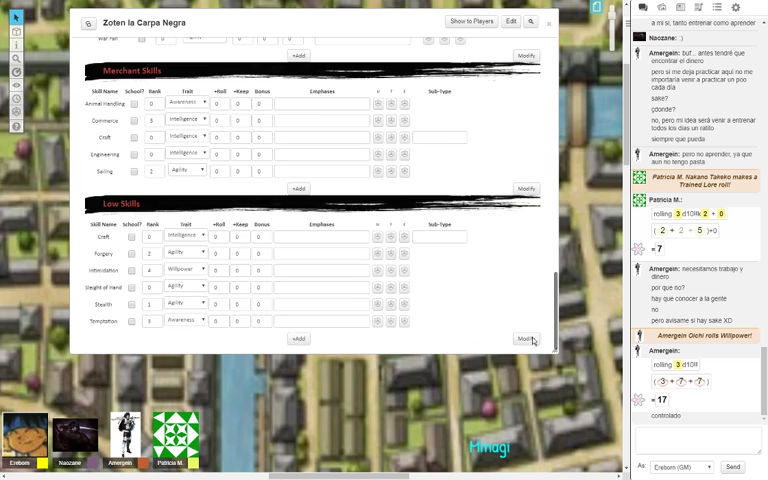 Zoten la Carpa Negra
Show to Players
Edit
War Fan
+Add
Modify
Merchant Skills
Skill Name School? Rank Trait +Roll +Keep Bonus Emphases Sub-Type
Animal Handling 0 Awareness 0 0 0
Commerce 3 Intelligence 0 0 0
Craft 0 Intelligence 0 0 0
Engineering 0 Intelligence 0 0 0
Sailing 2 Agility 0 0 0
+Add
Modify
Low Skills
Skill Name School? Rank Trait +Roll +Keep Bonus Emphases Sub-Type
Craft 0 Intelligence 0 0 0
Forgery 2 Agility 0 0 0
Intimidation 4 Willpower 0 0 0
Sleight of Hand 0 Agility 0 0 0
Stealth 1 Agility 0 0 0
Temptation 3 Awareness 0 0 0
+Add
Modify
Mmagi
Ereborn
Naozane
Amergein
Patricia M.
a mi si, tanto entrenar como aprender
Naozane: :)
Amergein: buf... antes tendré que
encontrar el dinero
pero si me deja practicar aquí no me
importaría venir a practicar un poco
cada día
sake?
¿donde?
no, pero mi idea será venir a entrenar
todos los dias un ratito
siempre que pueda
Amergein: pero no aprender, ya que
aun no tengo pasta
Patricia M. Nakano Takeko makes a
Trained Lore roll!
Patricia M.:
rolling 3 d10!!k 2 + 0
( 2 + 2 + 5 )+0
= 7
Amergein: necesitamos trabajo y
dinero
por que no?
hay que conocer a la gente
no
pero avisame si hay sake XD
Amergein Oichi rolls Willpower!
Amergein:
rolling 3 d10!!
( 3 + 7 + 7 )
= 17
controlado
As: Ereborn (GM)
Send